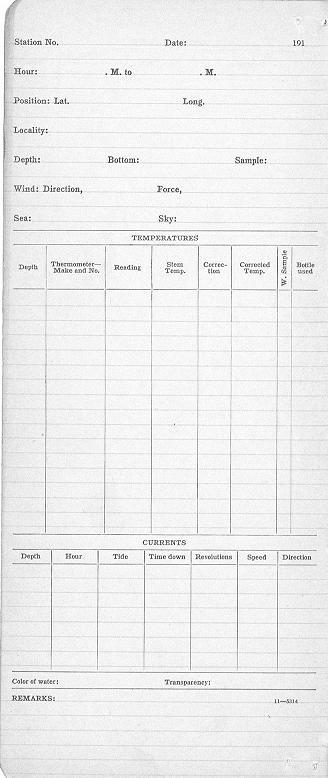 Station No. Date: 191
Hour: . M. to . M.
Position: Lat. Long.
Locality:
Depth: Bottom: Sample:
Wind: Direction, Force,
Sea: Sky:
TEMPERATURES
Depth Thermometer—Make and No. Reading Stem Temp. Correc-tion Corrected Temp. W. Sample Bottle used
CURRENTS
Depth Hour Tide Time down Revolutions Speed Direction
Color of water: Transparency:
REMARKS: 11—5314